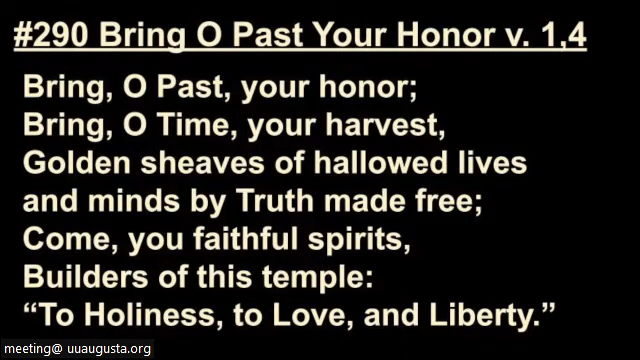 #290 Bring O Past Your Honor v. 1,4
Bring, O Past, your honor;
Bring, O Time, your harvest,
Golden sheaves of hallowed lives
and minds by Truth made free;
Come, you faithful spirits,
Builders of this temple:
“To Holiness, to Love, and Liberty.”
meeting@ uuaugusta.org